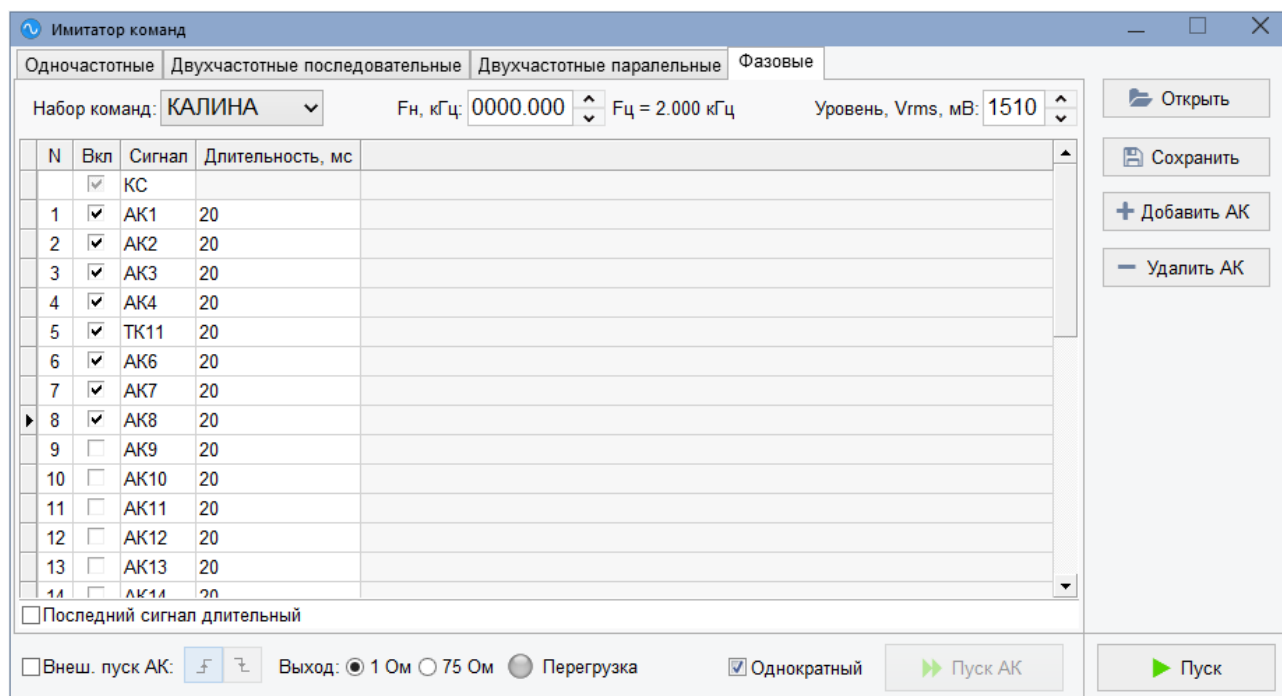 Имитатор команд
Одночастотные Двухчастотные последовательные Двухчастотные паралельные Фазовые
Набор команд: КАЛИНА Fн, кГц: 0000.000 Fц = 2.000 кГц Уровень, Vrms, мВ: 1510
Открыть
Сохранить
Добавить АК
Удалить АК
N Вкл Сигнал Длительность, мс
КС
1 АК1 20
2 АК2 20
3 АК3 20
4 АК4 20
5 ТК11 20
6 АК6 20
7 АК7 20
8 АК8 20
9 АК9 20
10 АК10 20
11 АК11 20
12 АК12 20
13 АК13 20
14 АК14 20
Последний сигнал длительный
Внеш. пуск АК: Выход: 1 Ом 75 Ом Перегрузка Однократный Пуск АК Пуск